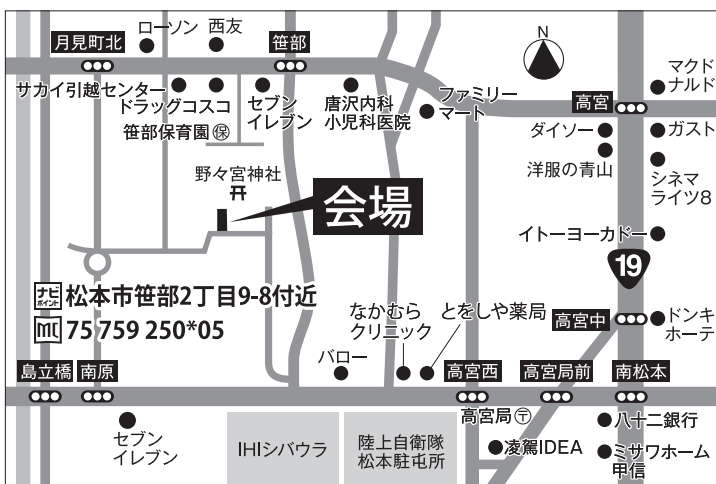 ローソン
西友
N
月見町北
笹部
マクド
ナルド
サカイ引越センター
ドラッグコスコ
セブン
イレブン
唐沢内科
小児科医院
ファミリー
マート
高宮
笹部保育園 保
ダイソー
ガスト
洋服の青山
シネマ
ライツ8
野々宮神社
会場
イトーヨーカドー
19
ナビ
ポイント
松本市笹部2丁目9-8付近
75 759 250*05
なかむら
クリニック
とをしや薬局
高宮中
ドンキ
ホーテ
バロー
島立橋
南原
高宮西
高宮局前
南松本
高宮局〒
八十二銀行
セブン
イレブン
IHIシバウラ
陸上自衛隊
松本駐屯所
凌駕IDEA
ミサワホーム
甲信